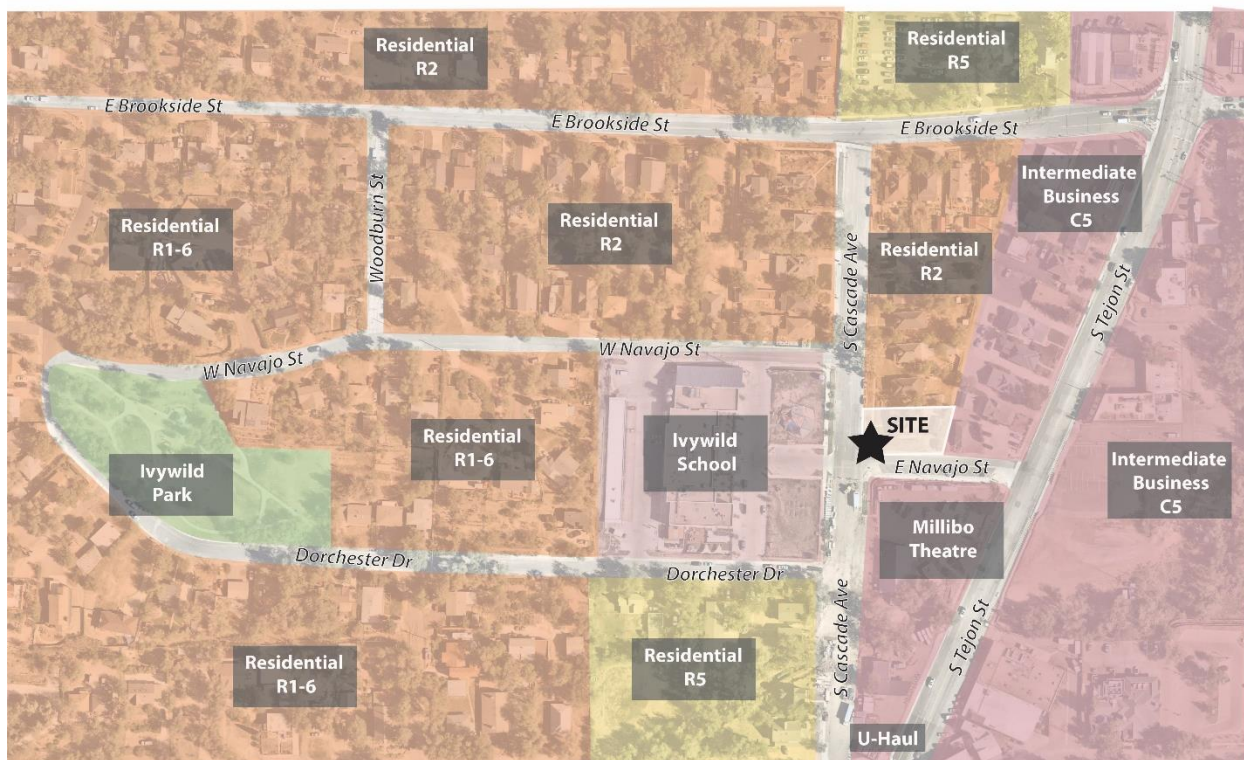 Residential
R2
Residential
R5
E Brookside St
E Brookside St
E Brookside St
Woodburn St
Residential
R1-6
Residential
R2
S Cascade Ave
Residential
R2
Intermediate
Business
C5
S Tejon St
W Navajo St
W Navajo St
Ivywild
Park
Residential
R1-6
Ivywild
School
SITE
E Navajo St
Intermediate
Business
C5
Millibo
Theatre
Dorchester Dr
Dorchester Dr
Residential
R1-6
Residential
R5
S Cascade Ave
S Tejon St
U-Haul